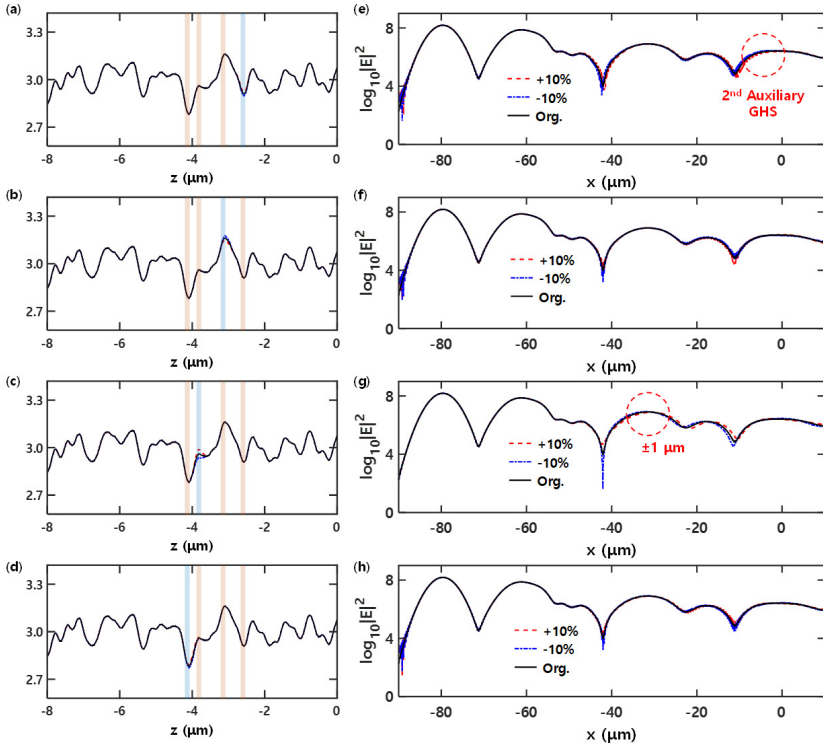 (a)
3.3
3.0
2.7
-8 -6 -4 -2 0
z (μm)
(e)
8
4
0
log10|E|²
-80 -60 -40 -20 0
x (μm)
+10%
-10%
Org.
2nd Auxiliary
GHS
(b)
3.3
3.0
2.7
-8 -6 -4 -2 0
z (μm)
(f)
8
4
0
log10|E|²
-80 -60 -40 -20 0
x (μm)
+10%
-10%
Org.
(c)
3.3
3.0
2.7
-8 -6 -4 -2 0
z (μm)
(g)
8
4
0
log10|E|²
-80 -60 -40 -20 0
x (μm)
+10%
-10%
Org.
±1 μm
(d)
3.3
3.0
2.7
-8 -6 -4 -2 0
z (μm)
(h)
8
4
0
log10|E|²
-80 -60 -40 -20 0
x (μm)
+10%
-10%
Org.